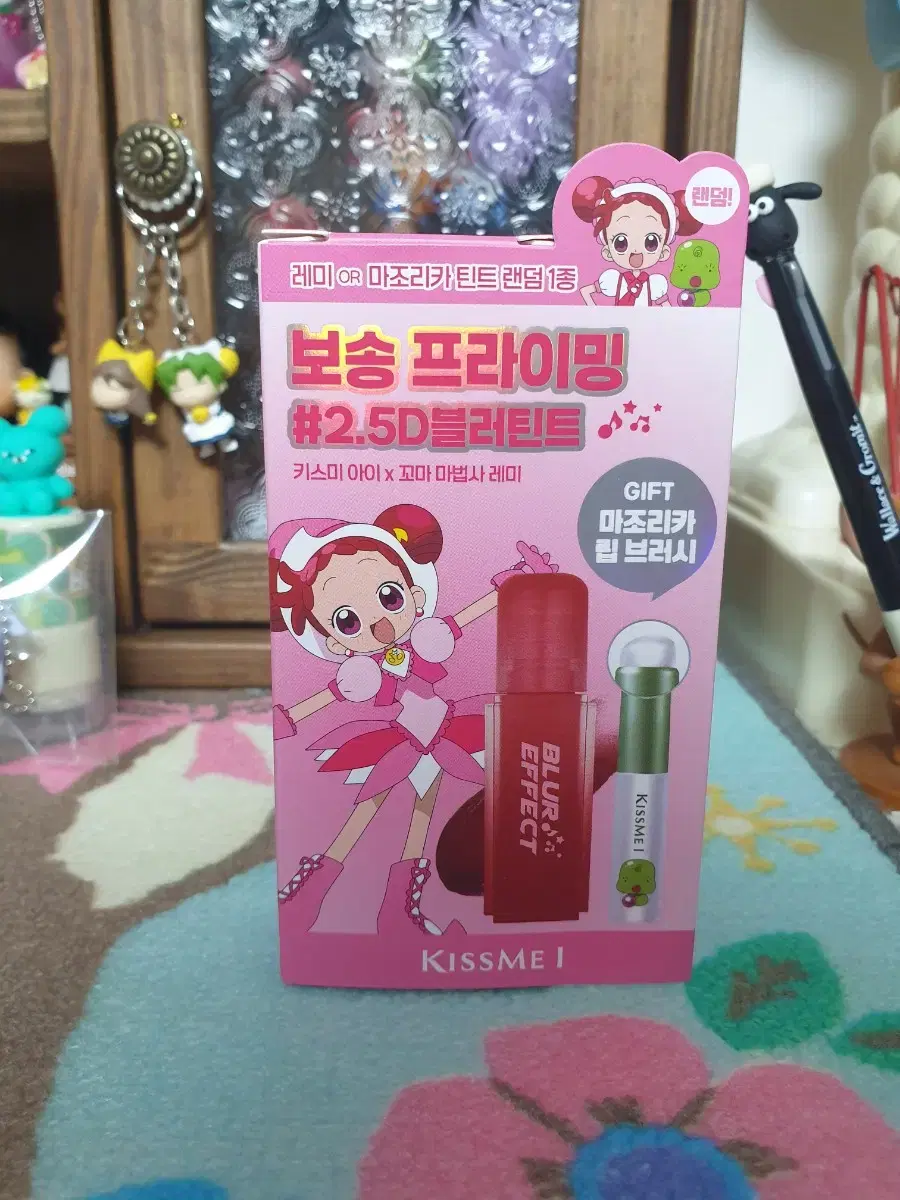 랜덤!
레미 OR 마조리카 틴트 랜덤 1종
보송 프라이밍
#2.5D블러틴트
키스미 아이 x 꼬마 마법사 레미
GIFT
마조리카
립 브러시
BLUR
EFFECT
KISSME I
KISSME I
Wallace & Gromit.